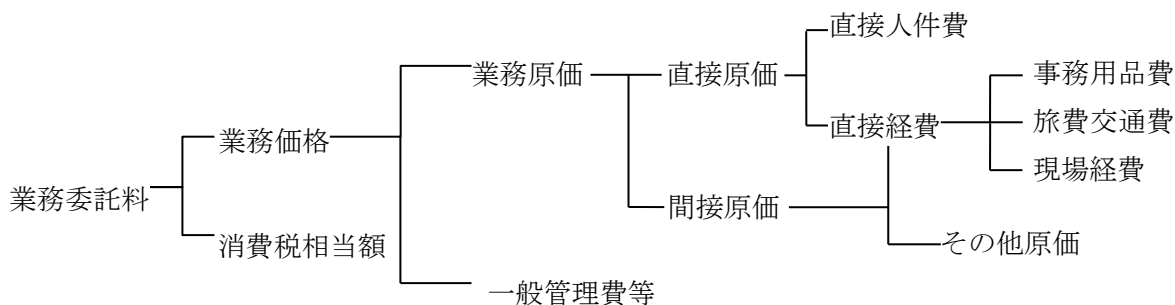 業務委託料
業務価格
消費税相当額
業務原価
一般管理費等
直接原価
間接原価
直接人件費
直接経費
その他原価
事務用品費
旅費交通費
現場経費